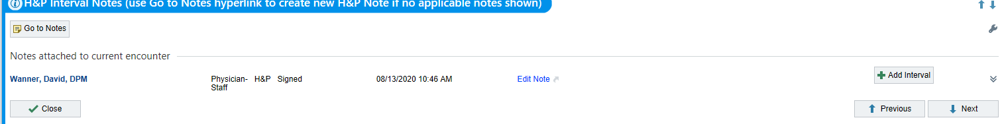 H&P Interval Notes (use Go to Notes hyperlink to create new H&P Note if no applicable notes shown)
Go to Notes
Notes attached to current encounter
Wanner, David, DPM Physician- H&P Signed 08/13/2020 10:46 AM Edit Note Add Interval
Staff
Close Previous Next